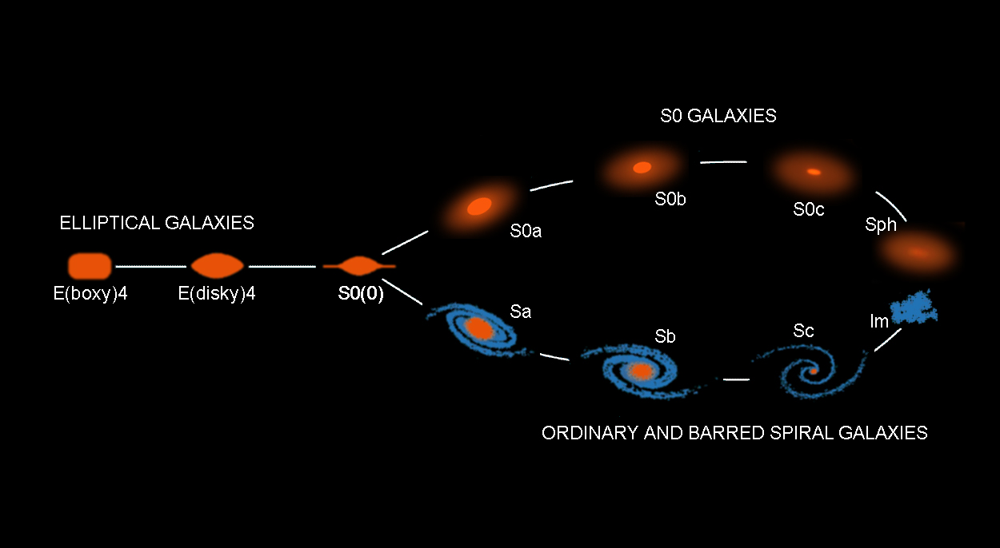 S0 GALAXIES
S0b
S0c
ELLIPTICAL GALAXIES
S0a
Sph
E(boxy)4
E(disky)4
S0(0)
Sa
Sb
Sc
Im
ORDINARY AND BARRED SPIRAL GALAXIES